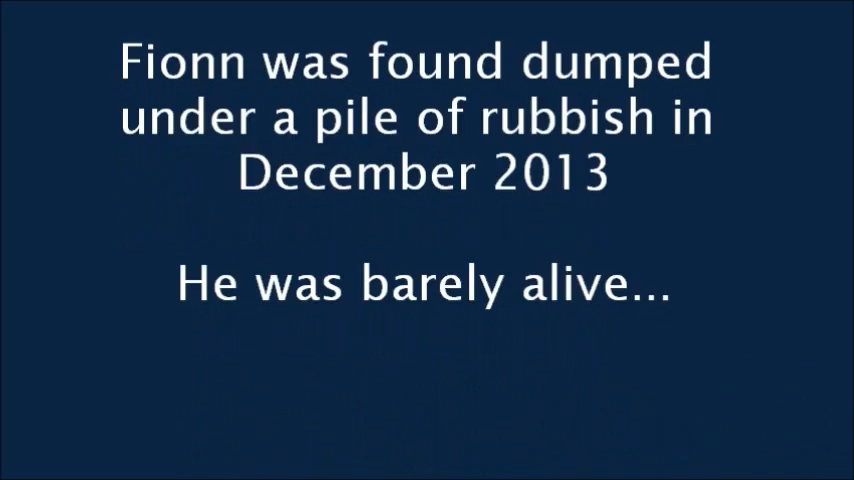 Fionn was found dumped
under a pile of rubbish in
December 2013
He was barely alive...